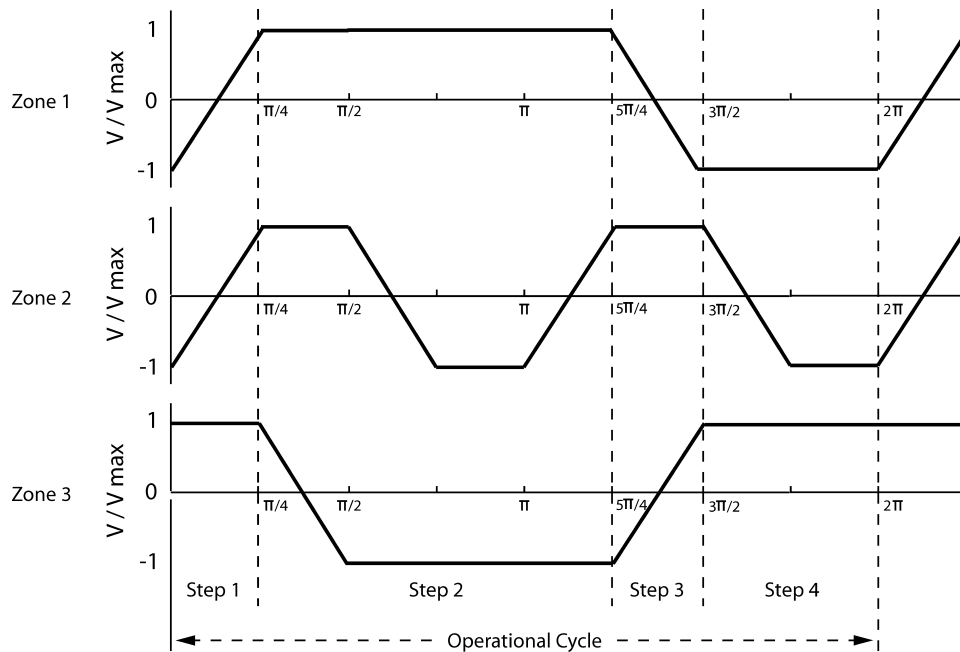 1
Zone 1
V / V max
0
π/4 π/2 π 5π/4 3π/2 2π
-1
1
Zone 2
V / V max
0
π/4 π/2 π 5π/4 3π/2 2π
-1
1
Zone 3
V / V max
0
π/4 π/2 π 5π/4 3π/2 2π
-1
Step 1 Step 2 Step 3 Step 4
Operational Cycle